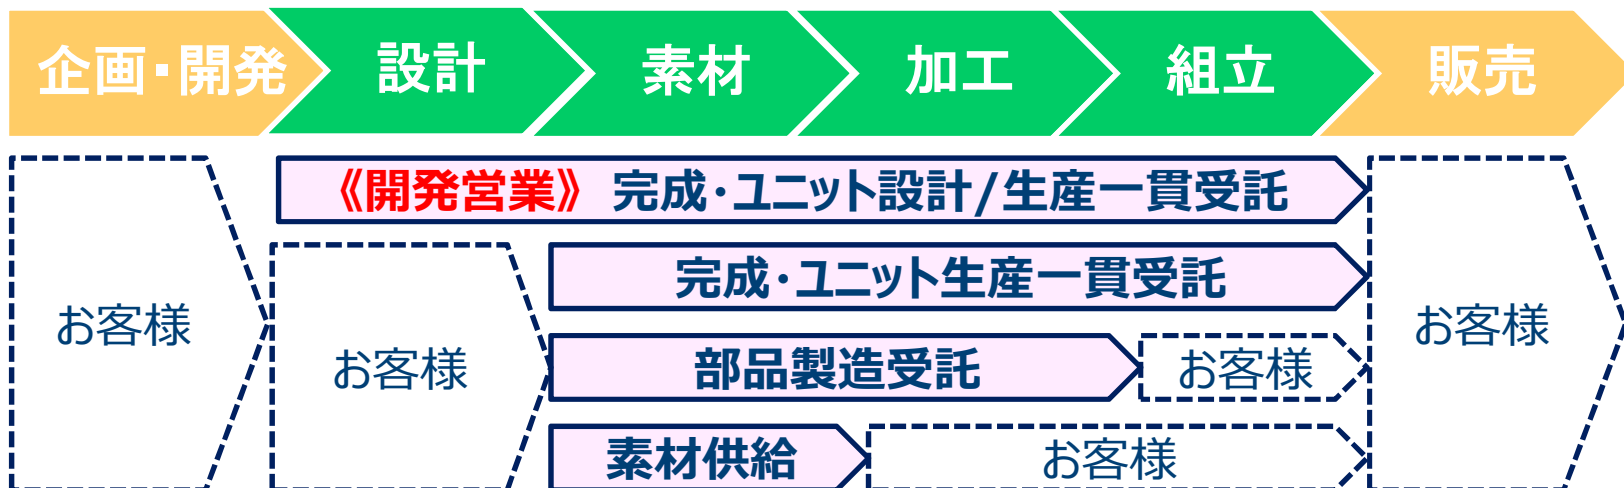 企画・開発 設計 素材 加工 組立 販売
《開発営業》 完成・ユニット設計/生産一貫受託
完成・ユニット生産一貫受託
お客様
お客様
お客様
部品製造受託
お客様
素材供給
お客様